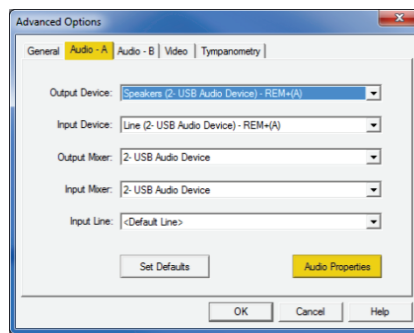 Advanced Options
General Audio - A Audio - B Video Tympanometry
Output Device: Speakers (2- USB Audio Device) - REM+(A)
Input Device: Line (2- USB Audio Device) - REM+(A)
Output Mixer: 2- USB Audio Device
Input Mixer: 2- USB Audio Device
Input Line: <Default Line>
Set Defaults Audio Properties
OK Cancel Help